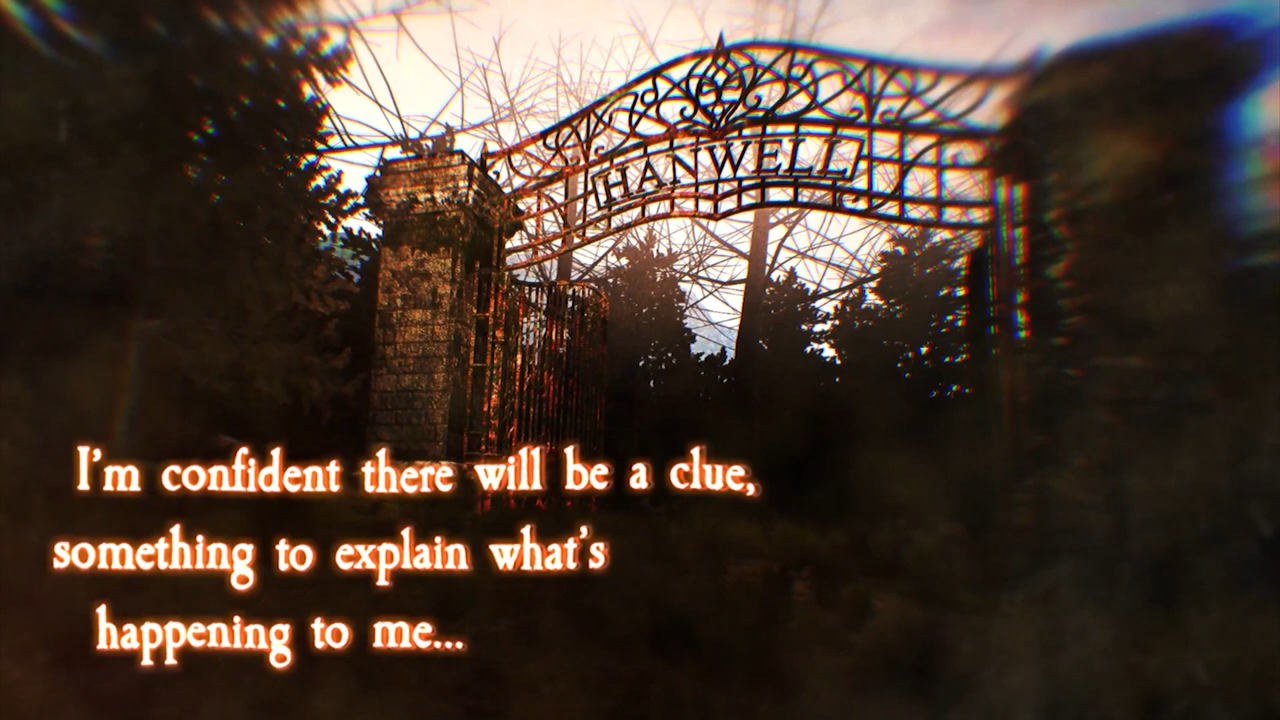 HANWELL
I'm confident there will be a clue,
something to explain what's
happening to me...